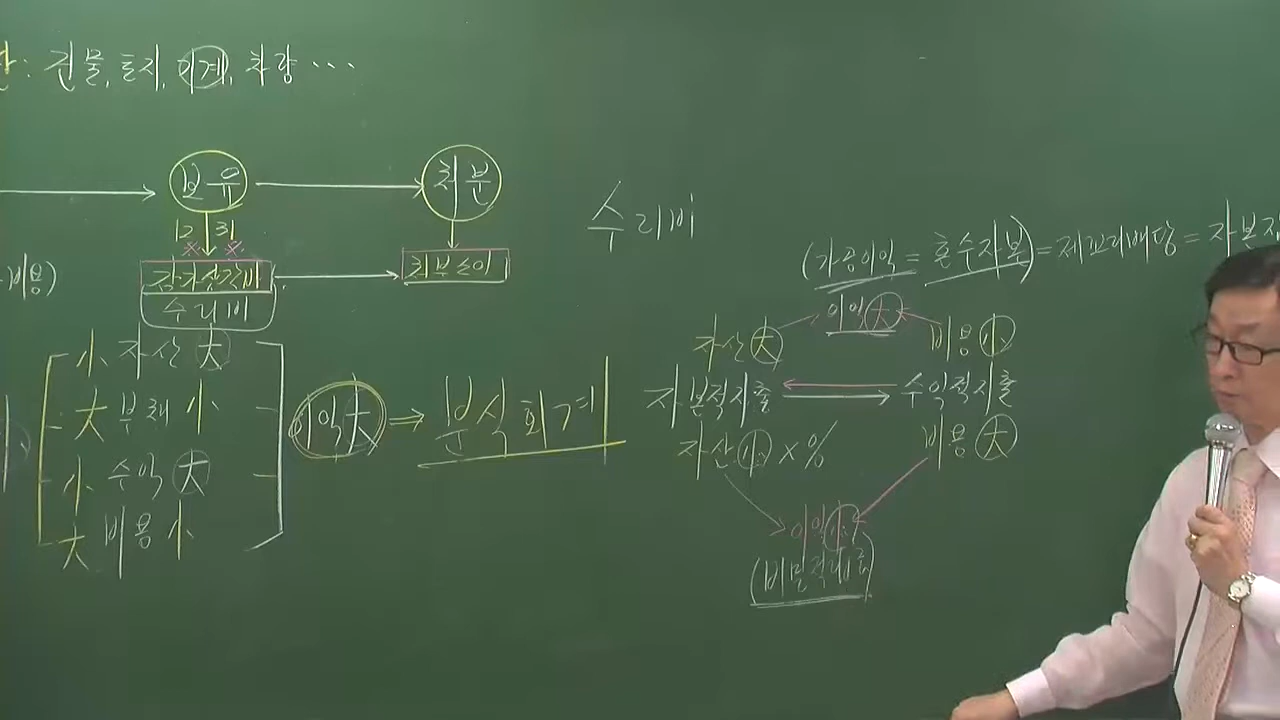 산: 건물, 토지, 기계, 차량 ...
보유
처분
12 31
※ ※
감가상각비
처분손익
비용)
수리비
小 자산 大
大 부채 小
小 수익 大
大 비용 小
이익 大 ⇒ 분식회계
수리비
(가공이익 = 혼수자본) = 제고리배당 = 자본잠
이익 大
자산 大
비용 小
자본적지출
수익적지출
자산 小 × %
비용 大
이익 小
(비밀적립금)